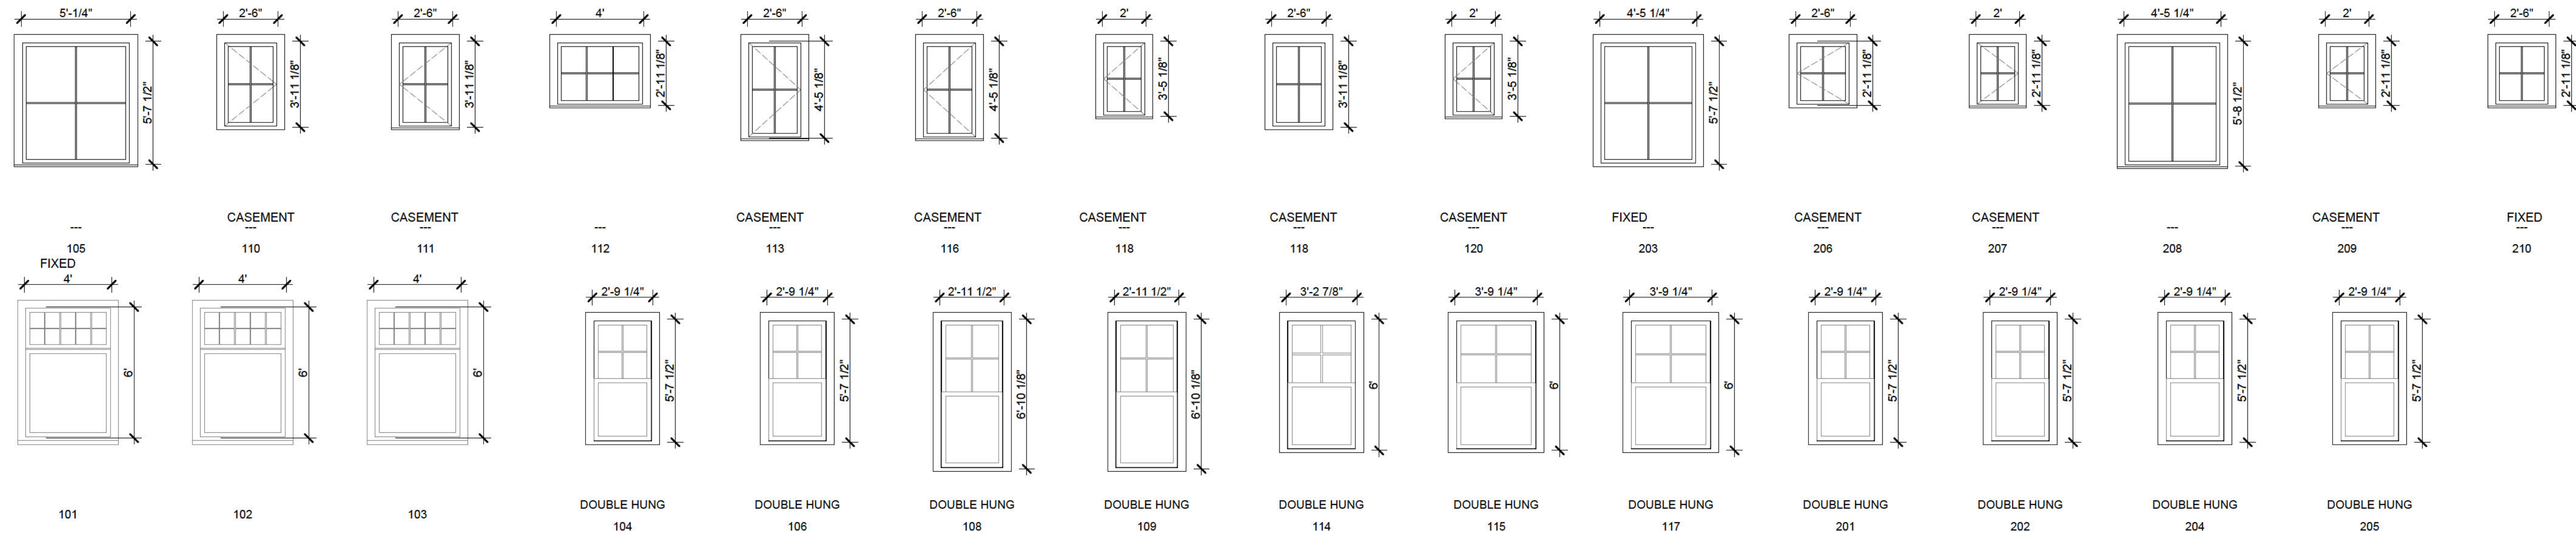 5'-1/4" 2'-6" 2'-6" 4' 2'-6" 2'-6" 2' 2'-6" 2' 4'-5 1/4" 2'-6" 2' 4'-5 1/4" 2' 2'-6"
5'-7 1/2" 3'-11 1/8" 3'-11 1/8" 2'-11 1/8" 4'-5 1/8" 4'-5 1/8" 3'-5 1/8" 3'-11 1/8" 3'-5 1/8" 5'-7 1/2" 2'-11 1/8" 2'-11 1/8" 5'-8 1/2" 2'-11 1/8" 2'-11 1/8"
CASEMENT CASEMENT CASEMENT CASEMENT CASEMENT CASEMENT CASEMENT FIXED CASEMENT CASEMENT CASEMENT FIXED
--- --- --- --- --- --- --- --- --- --- --- --- --- --- ---
105 110 111 112 113 116 118 118 120 203 206 207 208 209 210
FIXED
4' 4' 4' 2'-9 1/4" 2'-9 1/4" 2'-11 1/2" 2'-11 1/2" 3'-2 7/8" 3'-9 1/4" 3'-9 1/4" 2'-9 1/4" 2'-9 1/4" 2'-9 1/4" 2'-9 1/4"
6' 6' 6' 5'-7 1/2" 5'-7 1/2" 6'-10 1/8" 6'-10 1/8" 6' 6' 6' 5'-7 1/2" 5'-7 1/2" 5'-7 1/2" 5'-7 1/2"
DOUBLE HUNG DOUBLE HUNG DOUBLE HUNG DOUBLE HUNG DOUBLE HUNG DOUBLE HUNG DOUBLE HUNG DOUBLE HUNG DOUBLE HUNG DOUBLE HUNG DOUBLE HUNG
101 102 103 104 106 108 109 114 115 117 201 202 204 205